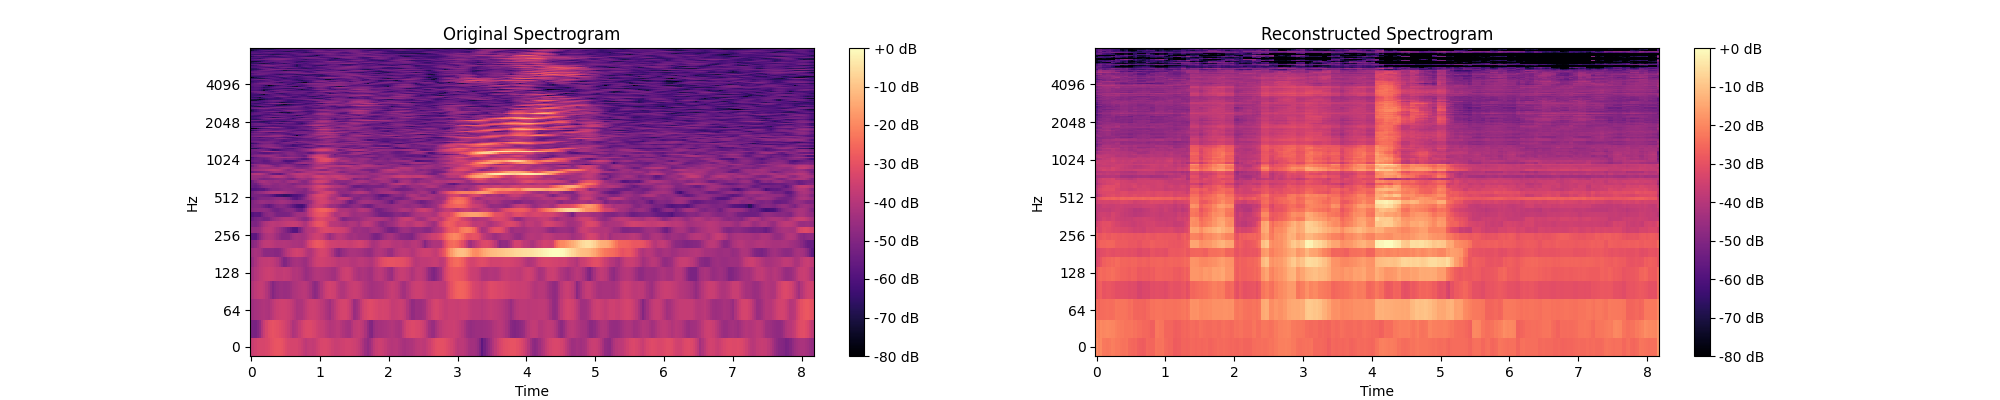 Original Spectrogram
Hz
4096
2048
1024
512
256
128
64
0
0 1 2 3 4 5 6 7 8
Time
+0 dB
-10 dB
-20 dB
-30 dB
-40 dB
-50 dB
-60 dB
-70 dB
-80 dB
Reconstructed Spectrogram
Hz
4096
2048
1024
512
256
128
64
0
0 1 2 3 4 5 6 7 8
Time
+0 dB
-10 dB
-20 dB
-30 dB
-40 dB
-50 dB
-60 dB
-70 dB
-80 dB